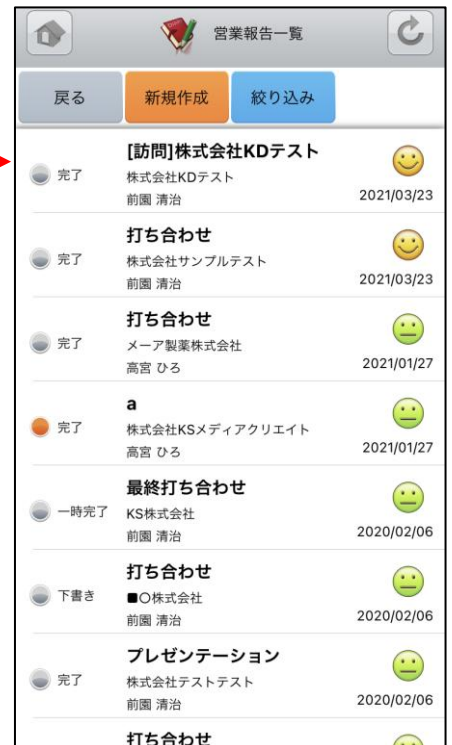 営業報告一覧
戻る
新規作成
絞り込み
[訪問]株式会社KDテスト
完了
株式会社KDテスト
前園 清治
2021/03/23
打ち合わせ
完了
株式会社サンプルテスト
前園 清治
2021/03/23
打ち合わせ
完了
メーア製薬株式会社
高宮 ひろ
2021/01/27
a
完了
株式会社KSメディアクリエイト
高宮 ひろ
2021/01/27
最終打ち合わせ
一時完了
KS株式会社
前園 清治
2020/02/06
打ち合わせ
下書き
■〇株式会社
前園 清治
2020/02/06
プレゼンテーション
完了
株式会社テストテスト
前園 清治
2020/02/06
打ち合わせ